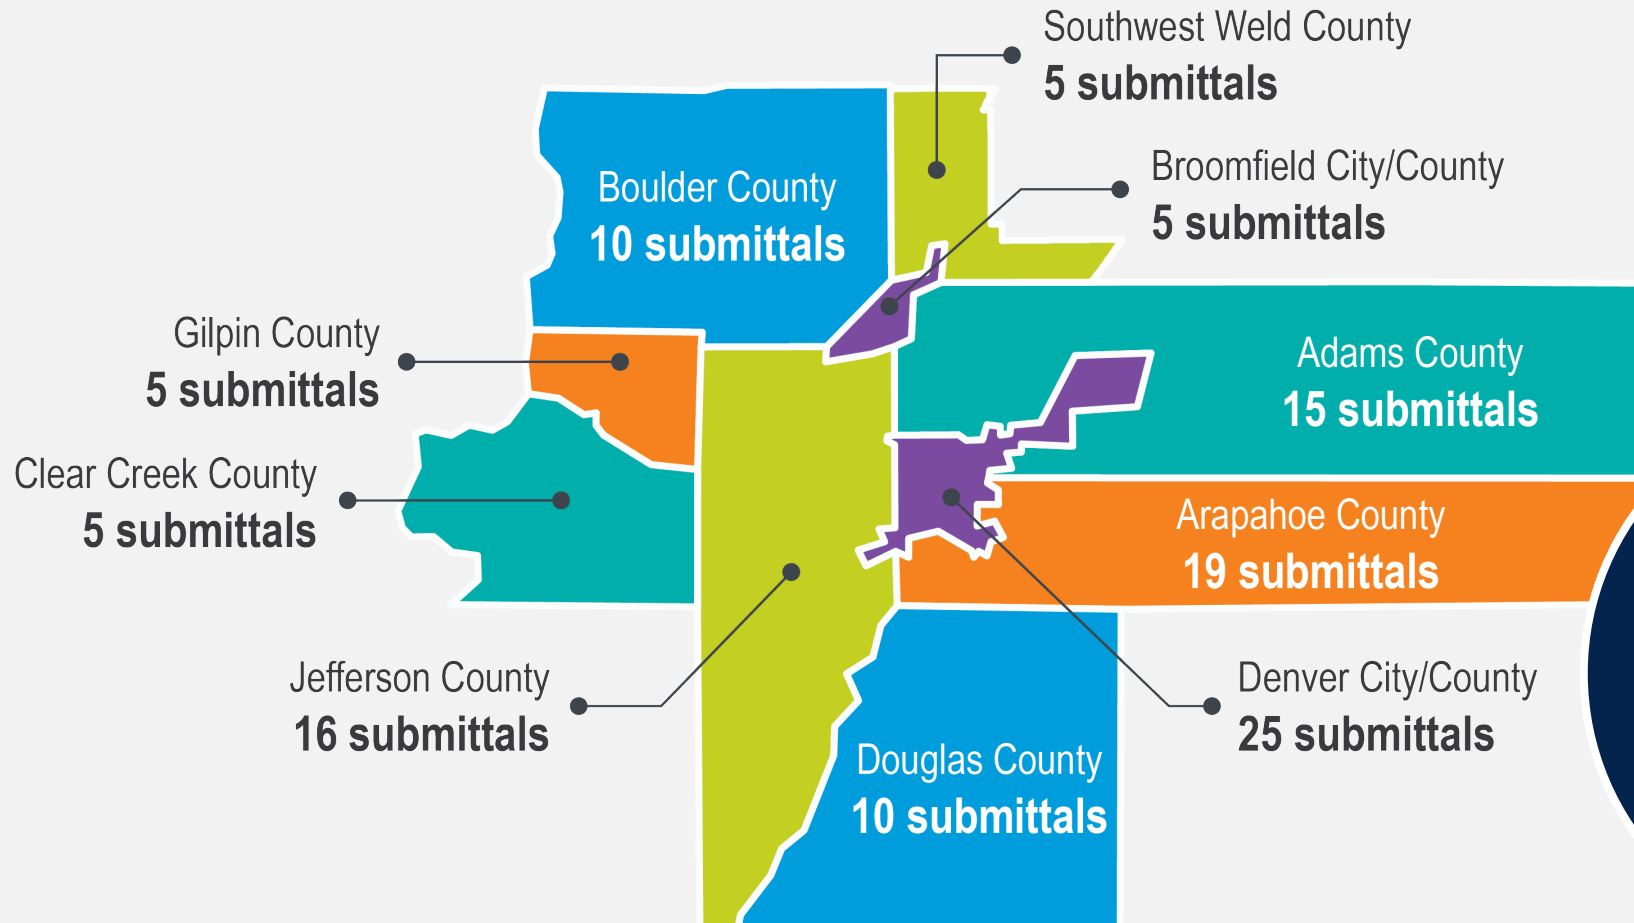 Southwest Weld County
5 submittals
Broomfield City/County
5 submittals
Boulder County
10 submittals
Gilpin County
5 submittals
Adams County
15 submittals
Clear Creek County
5 submittals
Arapahoe County
19 submittals
Jefferson County
16 submittals
Denver City/County
25 submittals
Douglas County
10 submittals